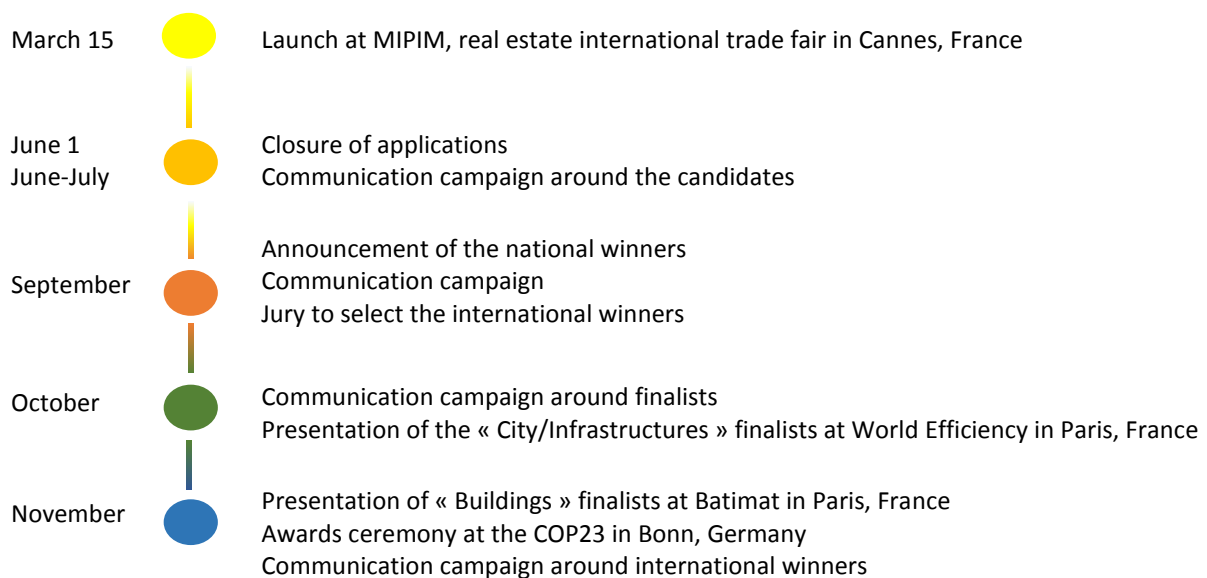 March 15 Launch at MIPIM, real estate international trade fair in Cannes, France
June 1 Closure of applications
June-July Communication campaign around the candidates
Announcement of the national winners
September Communication campaign
Jury to select the international winners
October Communication campaign around finalists
Presentation of the « City/Infrastructures » finalists at World Efficiency in Paris, France
November Presentation of « Buildings » finalists at Batimat in Paris, France
Awards ceremony at the COP23 in Bonn, Germany
Communication campaign around international winners